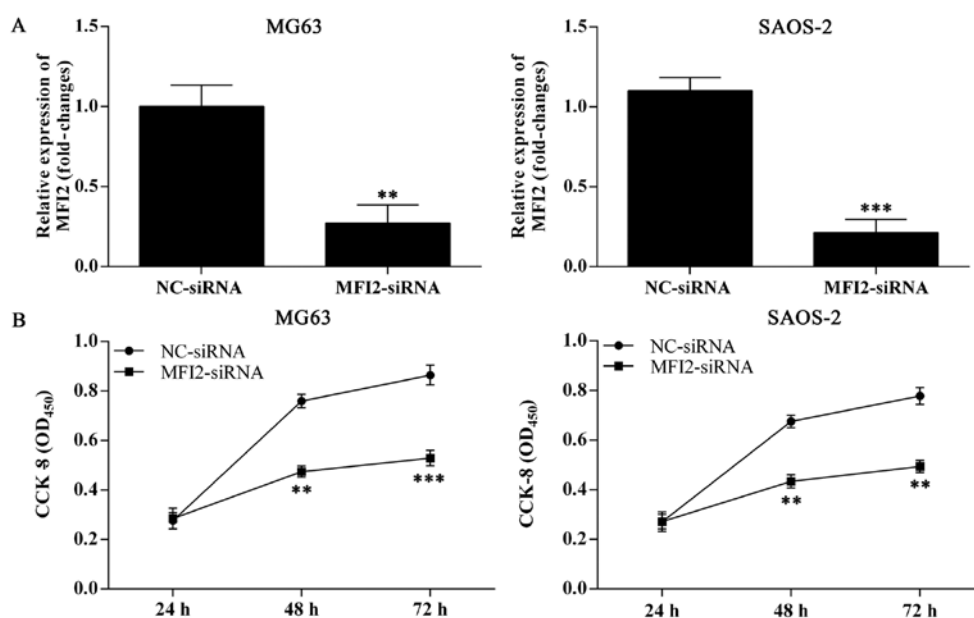 A
MG63
Relative expression of
MFI2 (fold-changes)
1.5
1.0
0.5
0.0
**
NC-siRNA
MFI2-siRNA
SAOS-2
Relative expression of
MFI2 (fold-changes)
1.5
1.0
0.5
0.0
***
NC-siRNA
MFI2-siRNA
B
MG63
NC-siRNA
MFI2-siRNA
CCK 8 (OD450)
1.0
0.8
0.6
0.4
0.2
0.0
**
***
24 h
48 h
72 h
SAOS-2
NC-siRNA
MFI2-siRNA
CCK-8 (OD450)
1.0
0.8
0.6
0.4
0.2
0.0
**
**
24 h
48 h
72 h